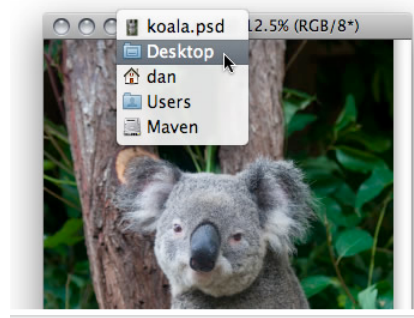 koala.psd
12.5% (RGB/8*)
Desktop
dan
Users
Maven